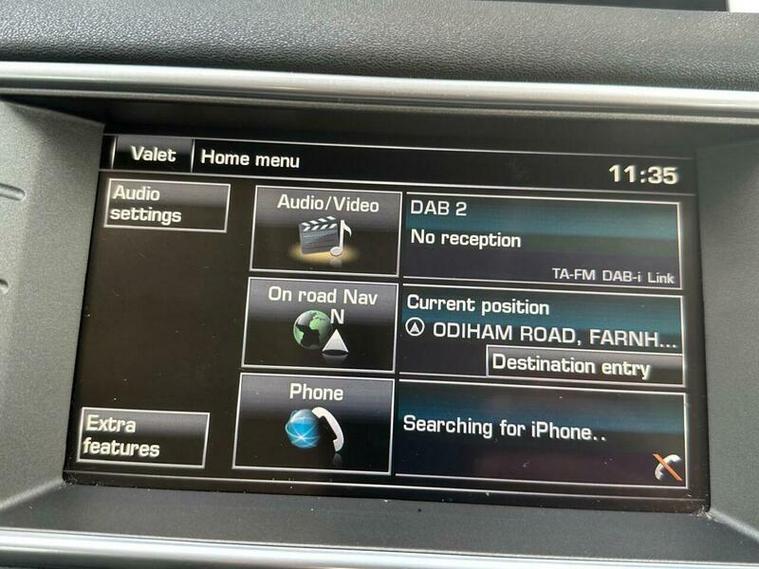 Valet
Home menu
11:35
Audio
settings
Audio/Video
DAB 2
No reception
TA-FM DAB-i Link
On road Nav
N
Current position
ODIHAM ROAD, FARNH...
Destination entry
Phone
Searching for iPhone..
Extra
features